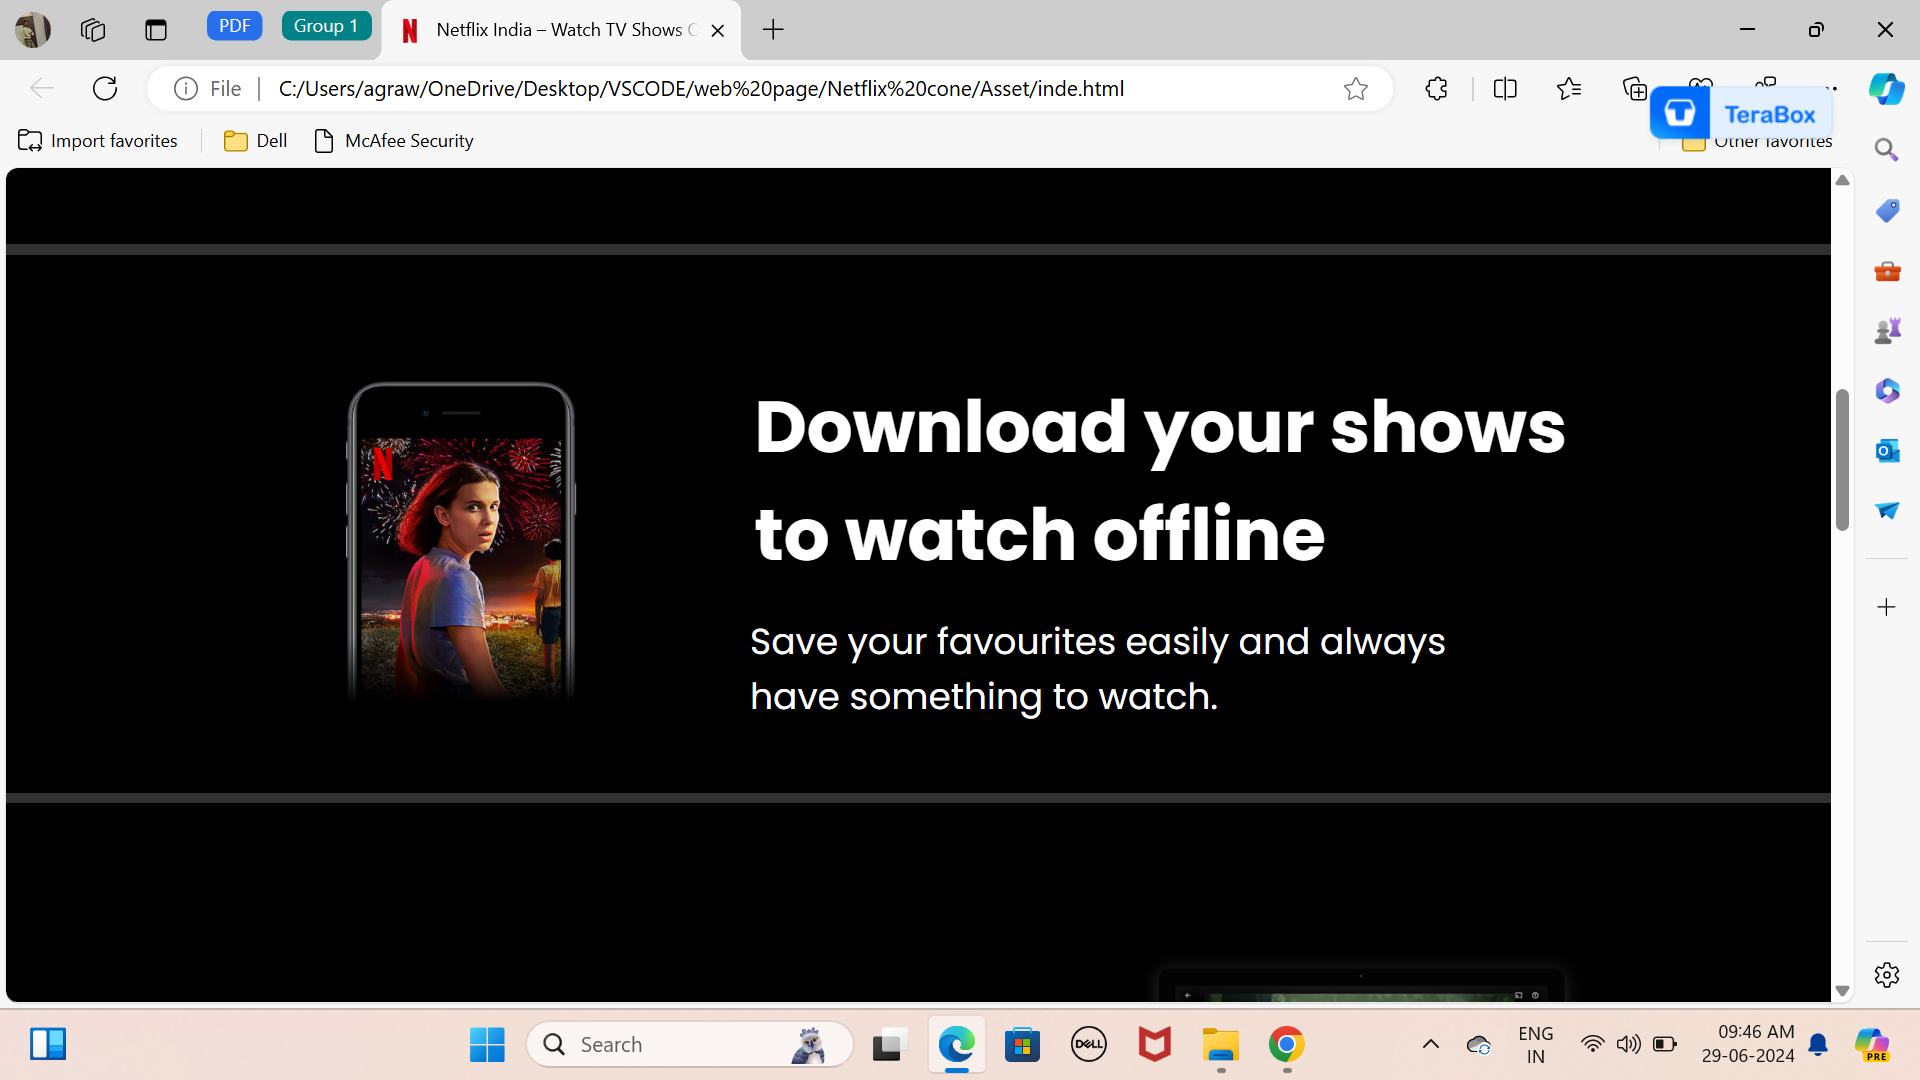 PDF
Group 1
Netflix India – Watch TV Shows
File
C:/Users/agraw/OneDrive/Desktop/VSCODE/web%20page/Netflix%20cone/Asset/inde.html
TeraBox
Import favorites
Dell
McAfee Security
Other favorites
N
Download your shows
to watch offline
Save your favourites easily and always
have something to watch.
Search
DELL
ENG
IN
09:46 AM
29-06-2024
PRE